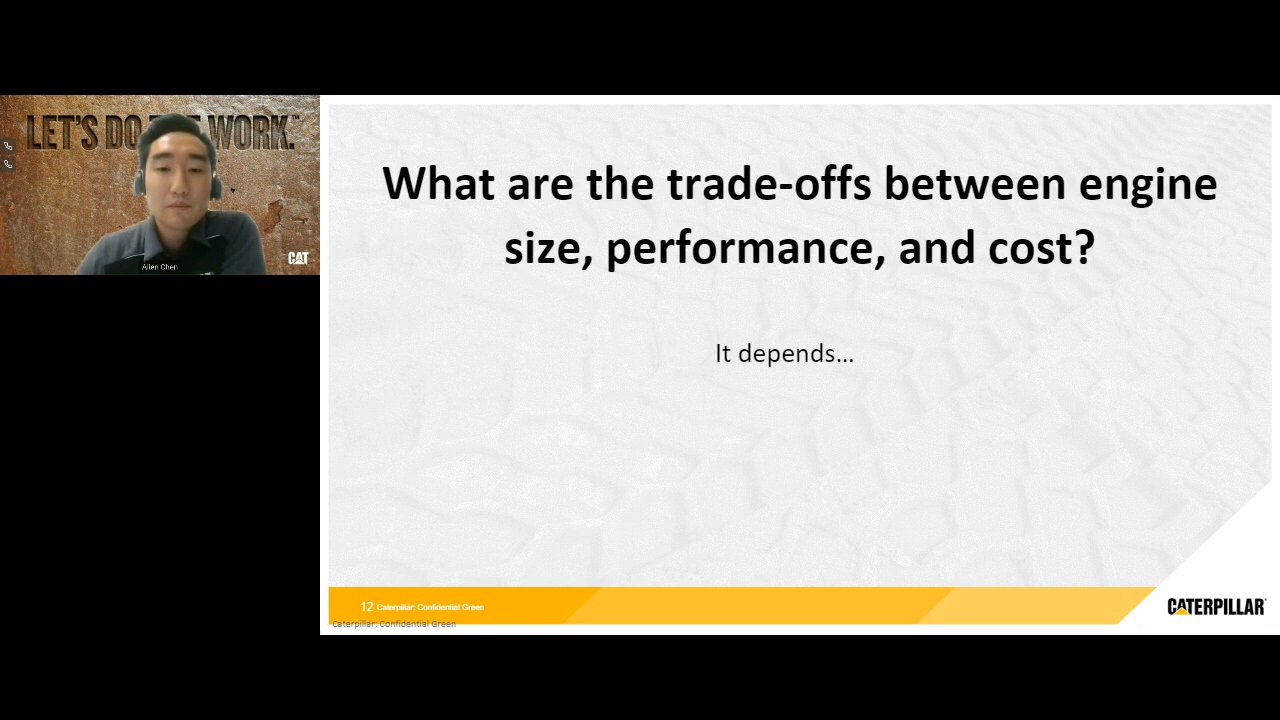 LET'S DO THE WORK.™
CAT
Allen Chen
What are the trade-offs between engine
size, performance, and cost?
It depends...
12 Caterpillar: Confidential Green
Caterpillar: Confidential Green
CATERPILLAR®